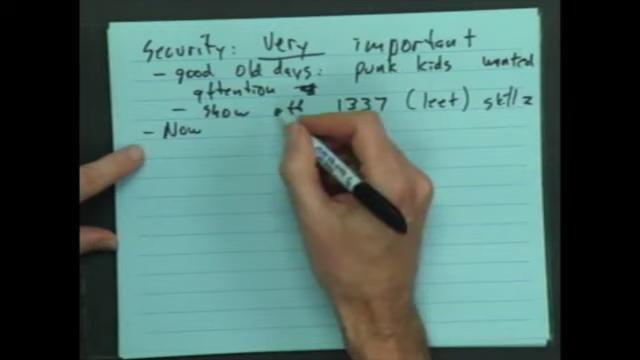 Security: Very important
- good old days: punk kids wanted
attention
- show off 1337 (leet) skillz
- Now